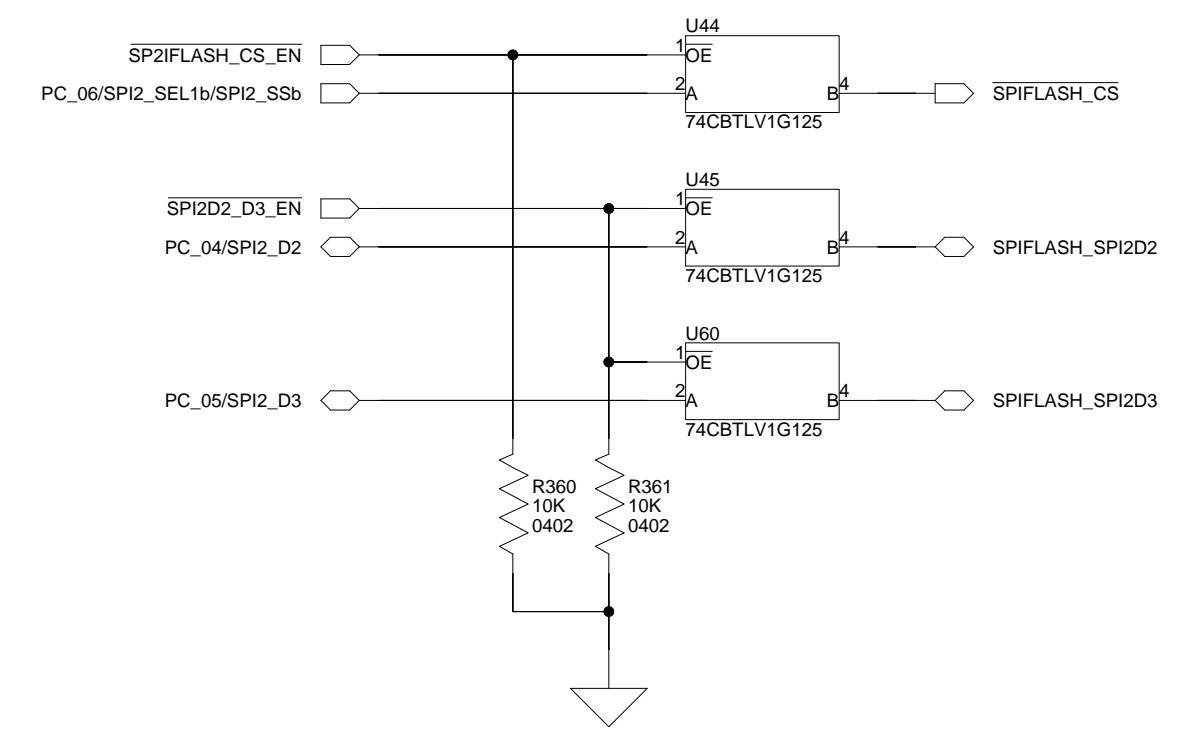 U44
SP2IFLASH_CS_EN
1
OE
PC_06/SPI2_SEL1b/SPI2_SSb
2
A
B
4
SPIFLASH_CS
74CBTLV1G125
U45
SPI2D2_D3_EN
1
OE
PC_04/SPI2_D2
2
A
B
4
SPIFLASH_SPI2D2
74CBTLV1G125
U60
1
OE
PC_05/SPI2_D3
2
A
B
4
SPIFLASH_SPI2D3
74CBTLV1G125
R360
10K
0402
R361
10K
0402